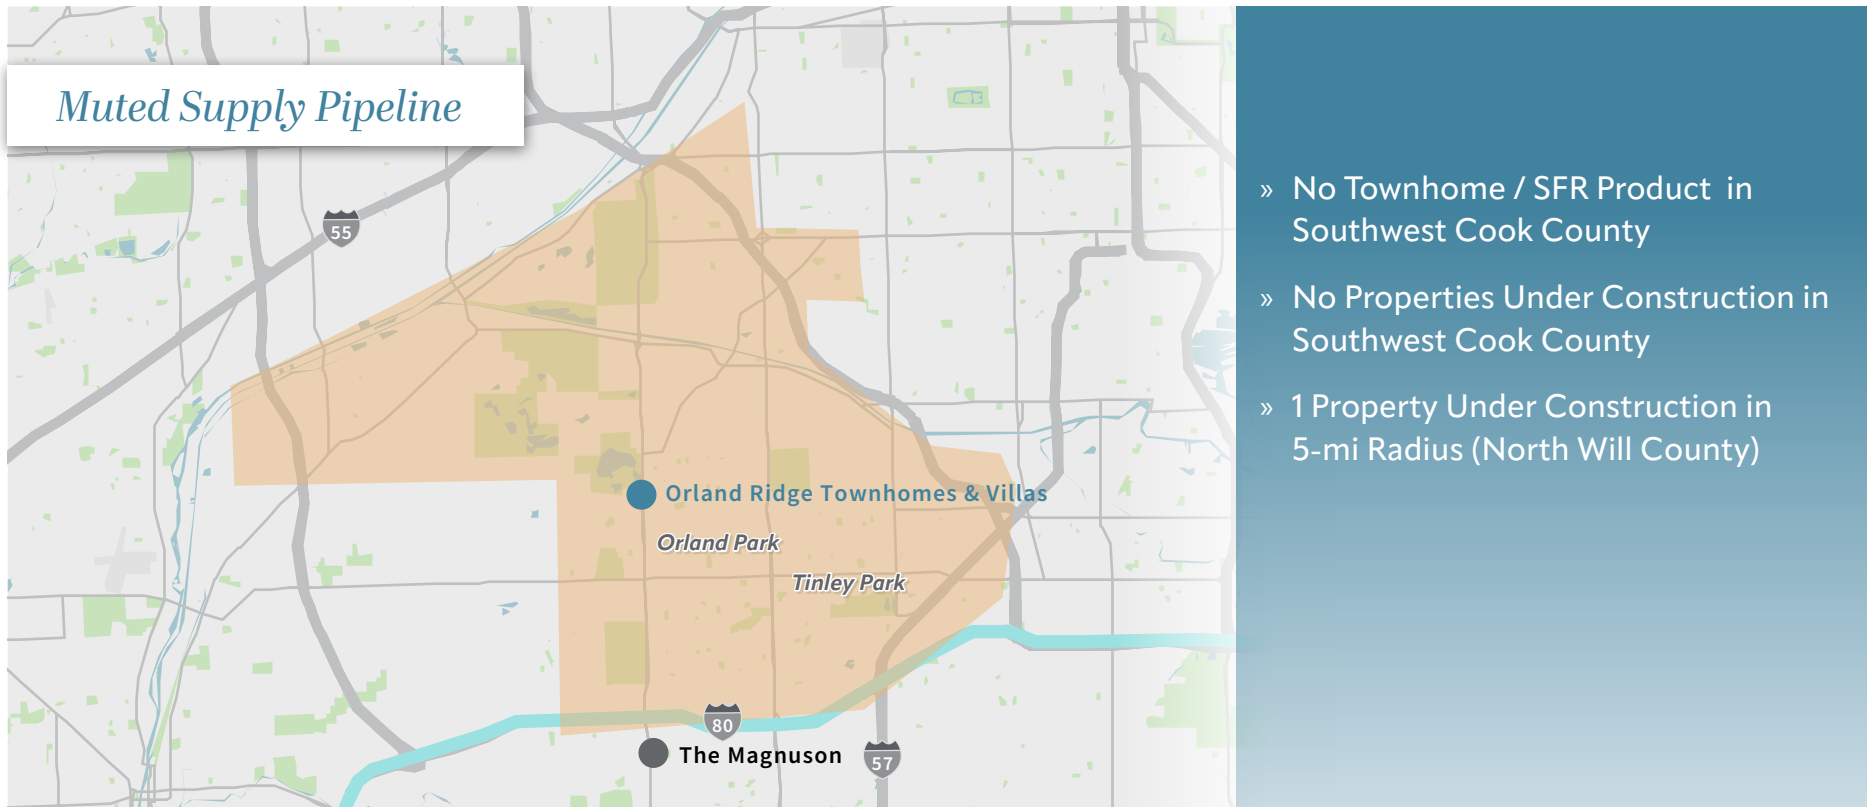 Muted Supply Pipeline
55
Orland Ridge Townhomes & Villas
Orland Park
Tinley Park
80
The Magnuson
57
» No Townhome / SFR Product in
Southwest Cook County
» No Properties Under Construction in
Southwest Cook County
» 1 Property Under Construction in
5-mi Radius (North Will County)